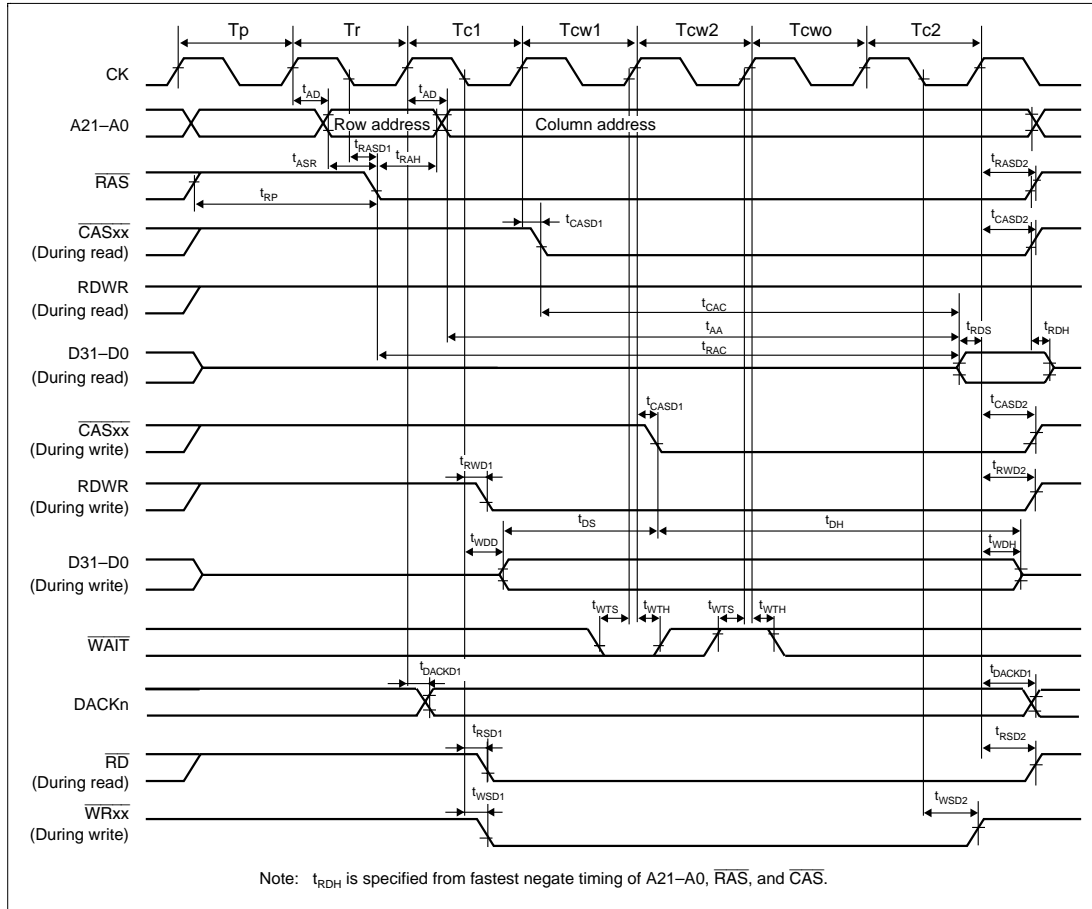 Tp Tr Tc1 Tcw1 Tcw2 Tcwo Tc2
CK
tAD tAD
A21–A0 Row address Column address
tRASD1
tASR tRAH tRASD2
RAS
tRP
tCASD1 tCASD2
CASxx
(During read)
RDWR
(During read)
tCAC
tAA
tRDS tRDH
tRAC
D31–D0
(During read)
tCASD1 tCASD2
CASxx
(During write)
tRWD1 tRWD2
RDWR
(During write)
tDS tDH
tWDD tWDH
D31–D0
(During write)
tWTS tWTH tWTS tWTH
WAIT
tDACKD1 tDACKD1
DACKn
tRSD1 tRSD2
RD
(During read)
tWSD1 tWSD2
WRxx
(During write)
Note: tRDH is specified from fastest negate timing of A21–A0, RAS, and CAS.